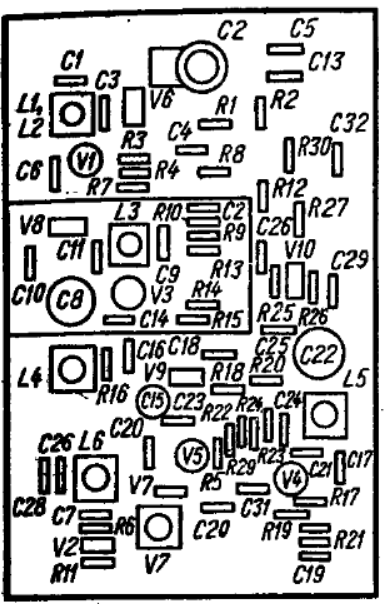 C2 C5
C1 C13
C3
L1,
L2 V6 R1 R2
C4 C32
R3 R30
V1
C6 R4 R8
R7 R12
V8 L3 R10 C2 R27
C11 R9 C26
V10
C10 C8 C9 R13 C29
V3 R14
C14 R15 R25 R26
C16 C18 C25 C22
L4 V9 R20
R16 R18 L5
C15 C23 R22 R24 C24
C20
C26 L6 V5 R29 R23 C21 C17
C28 V7 R5 V4
C31 R17
C7 R6 C20 R19
V2 R21
R11 V7 C19